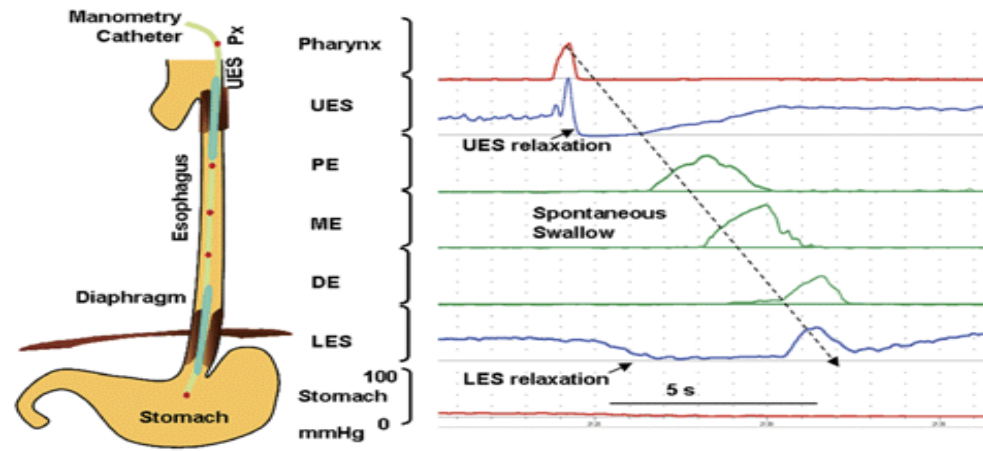 Manometry
Catheter
Px
UES
Esophagus
Diaphragm
Stomach
Pharynx
UES
PE
ME
DE
LES
100
Stomach
0
mmHg
UES relaxation
Spontaneous
Swallow
LES relaxation
5 s